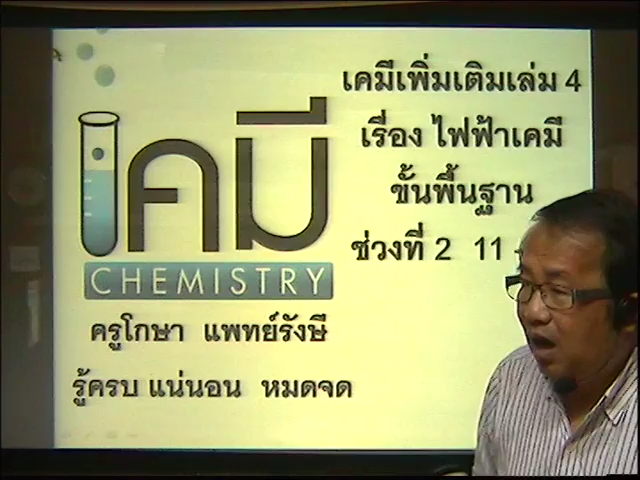 เคมี
CHEMISTRY
ครูโกษา แพทย์รังษี
รู้ครบ แน่นอน หมดจด
เคมีเพิ่มเติมเล่ม 4
เรื่อง ไฟฟ้าเคมี
ขั้นพื้นฐาน
ช่วงที่ 2 11 -